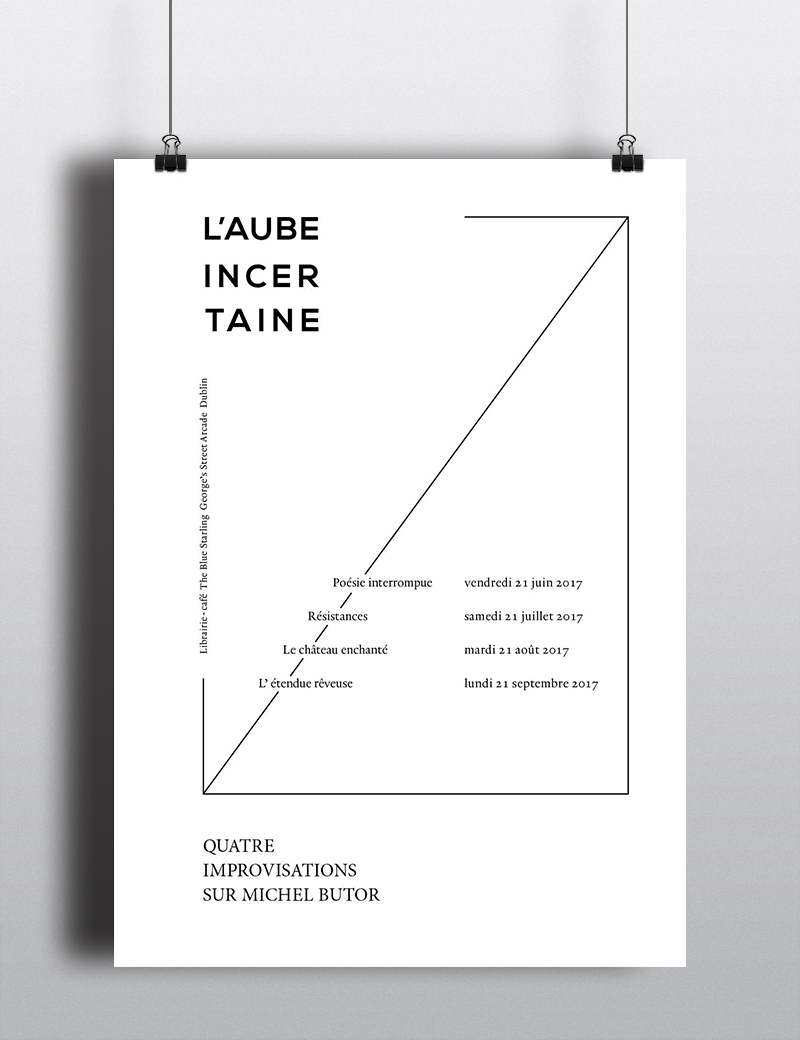 L'AUBE
INCER
TAINE
Librairie-café The Blue Starling George's Street Arcade Dublin
Poésie interrompue vendredi 21 juin 2017
Résistances samedi 21 juillet 2017
Le château enchanté mardi 21 août 2017
L' étendue rêveuse lundi 21 septembre 2017
QUATRE
IMPROVISATIONS
SUR MICHEL BUTOR